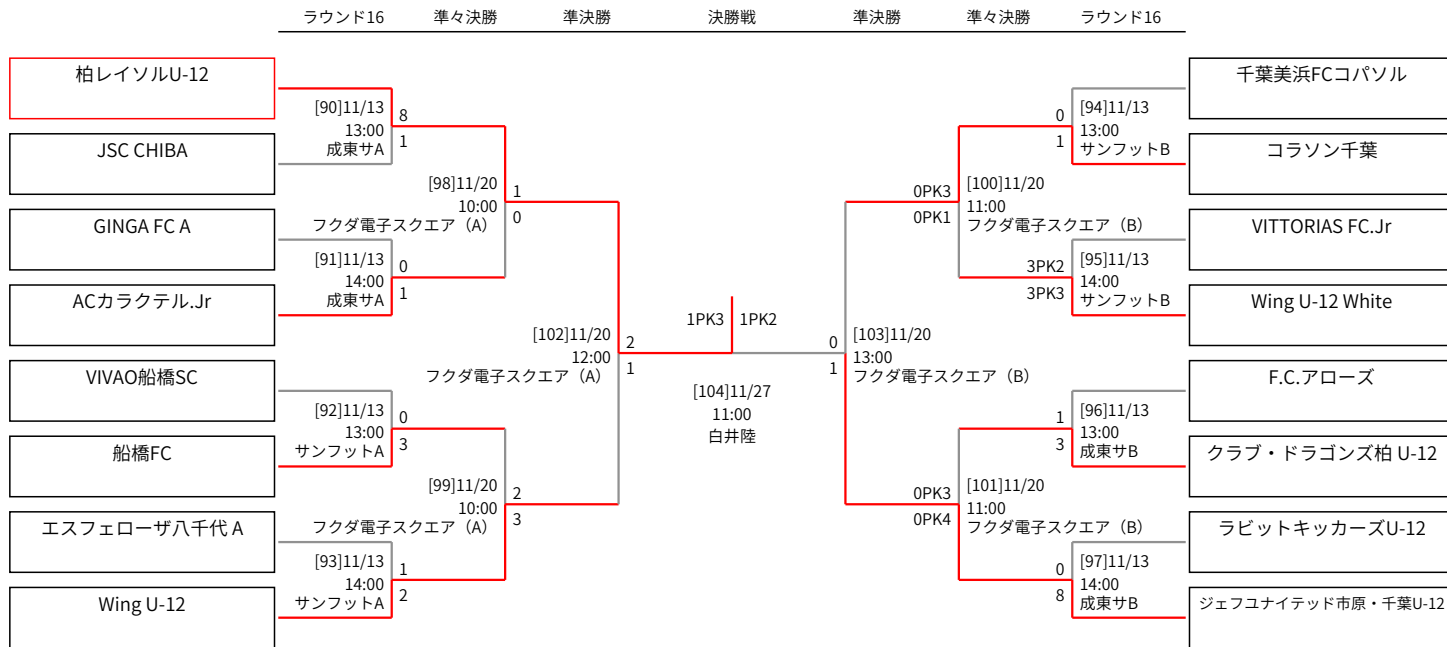 ラウンド16 準々決勝 準決勝 決勝戦 準決勝 準々決勝 ラウンド16
柏レイソルU-12
[90]11/13
13:00
成東サA
8
1
JSC CHIBA
[98]11/20
10:00
フクダ電子スクエア（A）
1
0
GINGA FC A
[91]11/13
14:00
成東サA
0
1
ACカラクテル.Jr
[102]11/20
12:00
フクダ電子スクエア（A）
2
1
VIVAO船橋SC
[92]11/13
13:00
サンフットA
0
3
船橋FC
[99]11/20
10:00
フクダ電子スクエア（A）
2
3
エスフェローザ八千代 A
[93]11/13
14:00
サンフットA
1
2
Wing U-12
1PK3 1PK2
[104]11/27
11:00
白井陸
千葉美浜FCコパソル
0
1
[94]11/13
13:00
サンフットB
コラソン千葉
0PK3
0PK1
[100]11/20
11:00
フクダ電子スクエア（B）
VITTORIAS FC.Jr
3PK2
3PK3
[95]11/13
14:00
サンフットB
Wing U-12 White
0
1
[103]11/20
13:00
フクダ電子スクエア（B）
F.C.アローズ
1
3
[96]11/13
13:00
成東サB
クラブ・ドラゴンズ柏 U-12
0PK3
0PK4
[101]11/20
11:00
フクダ電子スクエア（B）
ラビットキッカーズU-12
0
8
[97]11/13
14:00
成東サB
ジェフユナイテッド市原・千葉U-12